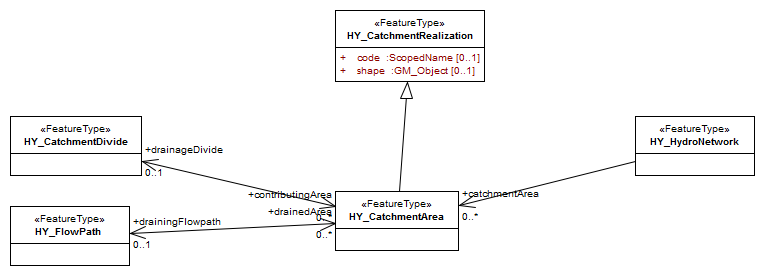 «FeatureType»
HY_CatchmentRealization
+ code :ScopedName [0..1]
+ shape :GM_Object [0..1]
«FeatureType»
HY_CatchmentDivide
«FeatureType»
HY_HydroNetwork
+drainageDivide
0..1
+contributingArea
0..*
+catchmentArea
0..*
«FeatureType»
HY_CatchmentArea
+drainedArea
0..*
«FeatureType»
HY_FlowPath
+drainingFlowpath
0..1